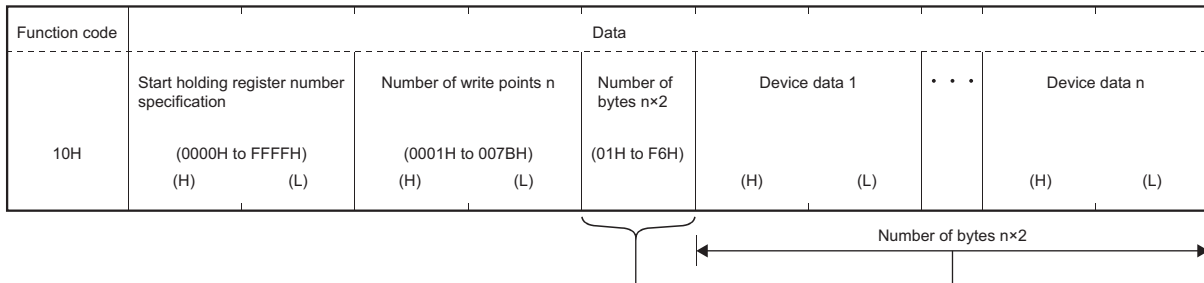 Function code
Data
10H
Start holding register number
specification
(0000H to FFFFH)
(H) (L)
Number of write points n
(0001H to 007BH)
(H) (L)
Number of
bytes n×2
(01H to F6H)
Device data 1
(H) (L)
• • •
Device data n
(H) (L)
Number of bytes n×2